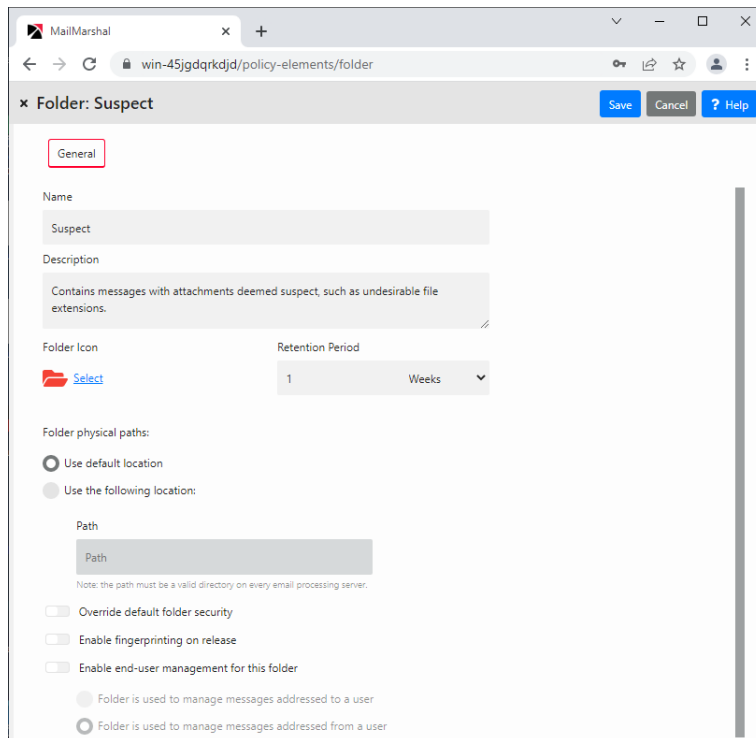 MailMarshal
win-45jgdqrkdjd/policy-elements/folder
Folder: Suspect
Save
Cancel
? Help
General
Name
Suspect
Description
Contains messages with attachments deemed suspect, such as undesirable file
extensions.
Folder Icon
Retention Period
Select
1
Weeks
Folder physical paths:
Use default location
Use the following location:
Path
Path
Note: the path must be a valid directory on every email processing server.
Override default folder security
Enable fingerprinting on release
Enable end-user management for this folder
Folder is used to manage messages addressed to a user
Folder is used to manage messages addressed from a user